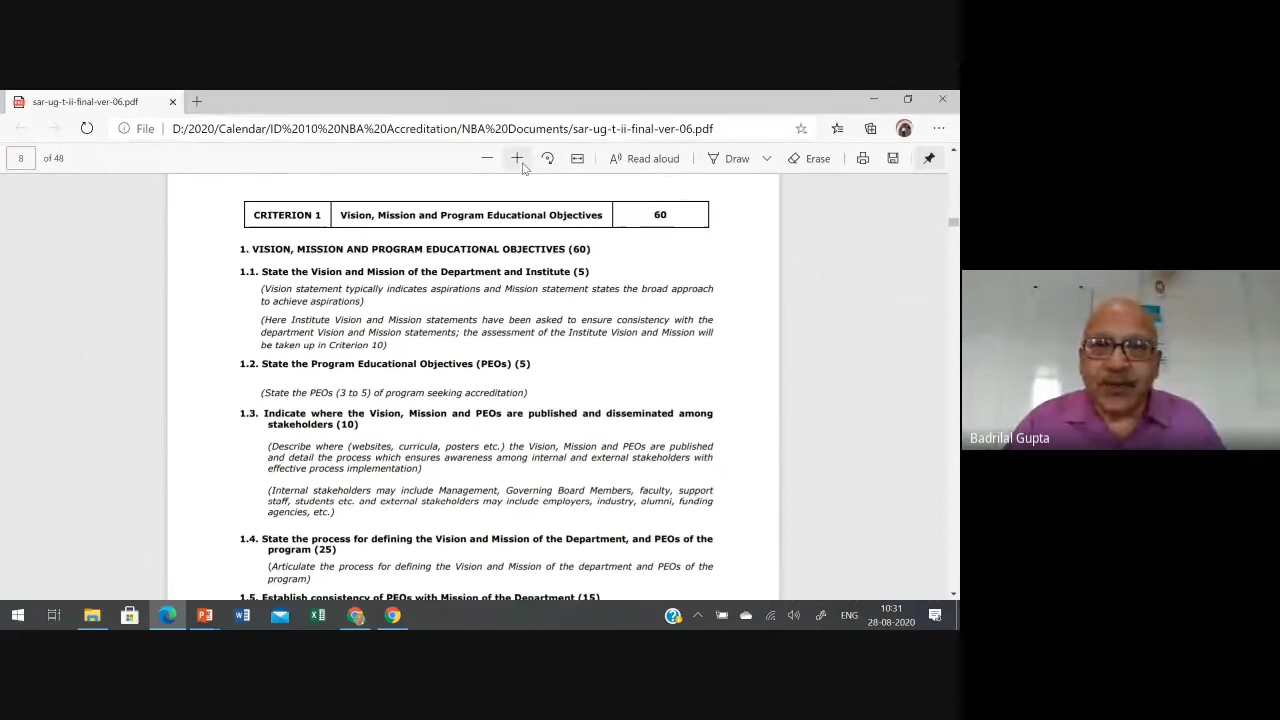 sar-ug-t-ii-final-ver-06.pdf
File D:/2020/Calendar/ID%2010%20NBA%20Accreditation/NBA%20Documents/sar-ug-t-ii-final-ver-06.pdf
8 of 48 Read aloud Draw Erase
CRITERION 1 Vision, Mission and Program Educational Objectives 60
1. VISION, MISSION AND PROGRAM EDUCATIONAL OBJECTIVES (60)
1.1. State the Vision and Mission of the Department and Institute (5)
(Vision statement typically indicates aspirations and Mission statement states the broad approach
to achieve aspirations)
(Here Institute Vision and Mission statements have been asked to ensure consistency with the
department Vision and Mission statements; the assessment of the Institute Vision and Mission will
be taken up in Criterion 10)
1.2. State the Program Educational Objectives (PEOs) (5)
(State the PEOs (3 to 5) of program seeking accreditation)
1.3. Indicate where the Vision, Mission and PEOs are published and disseminated among
stakeholders (10)
(Describe where (websites, curricula, posters etc.) the Vision, Mission and PEOs are published
and detail the process which ensures awareness among internal and external stakeholders with
effective process implementation)
(Internal stakeholders may include Management, Governing Board Members, faculty, support
staff, students etc. and external stakeholders may include employers, industry, alumni, funding
agencies, etc.)
1.4. State the process for defining the Vision and Mission of the Department, and PEOs of the
program (25)
(Articulate the process for defining the Vision and Mission of the department and PEOs of the
program)
1.5. Establish consistency of PEOs with Mission of the Department (15)
ENG 10:31
28-08-2020
Badrilal Gupta